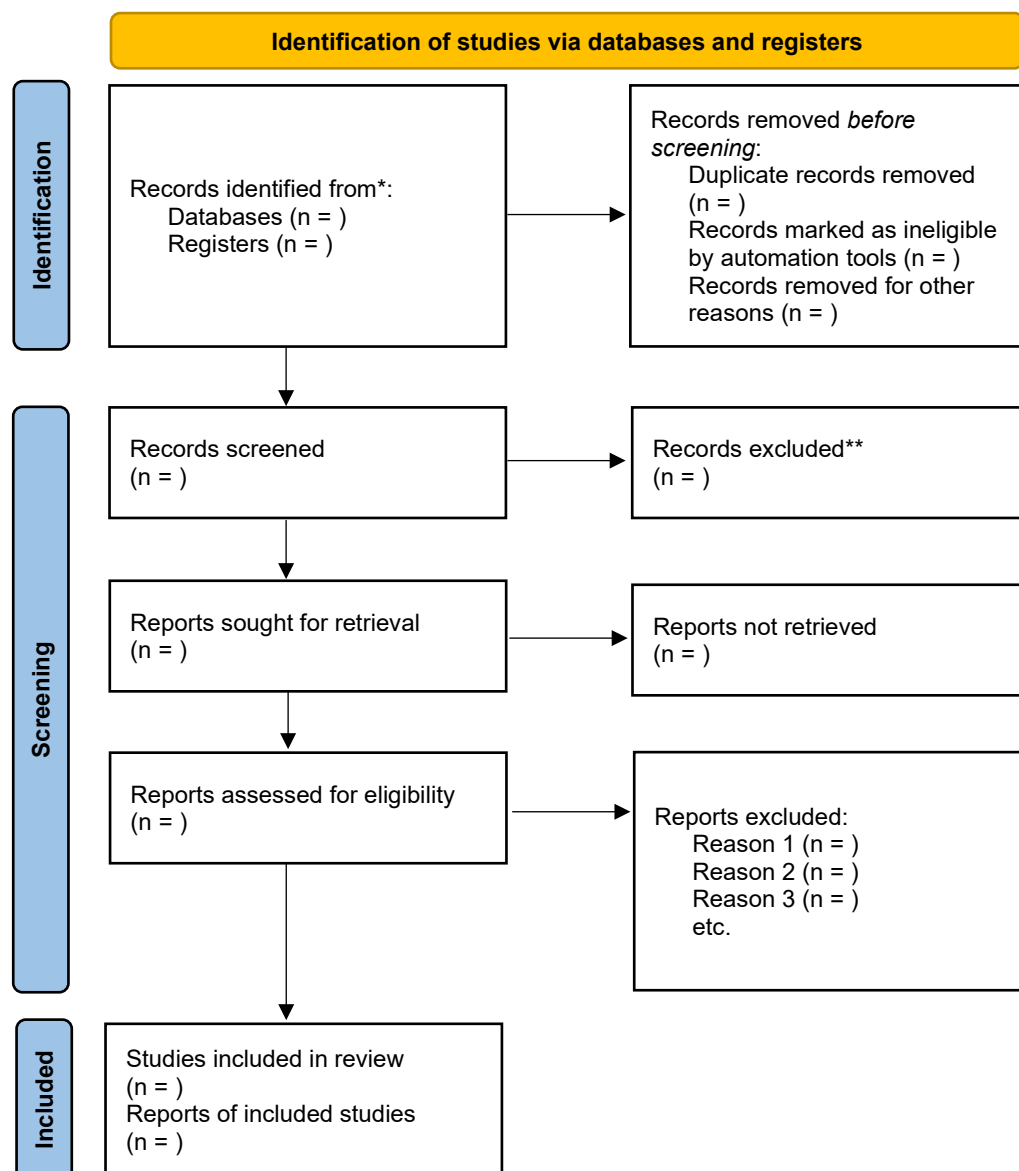 Identification of studies via databases and registers
Identification
Records identified from*:
Databases (n = )
Registers (n = )
Records removed before
screening:
Duplicate records removed
(n = )
Records marked as ineligible
by automation tools (n = )
Records removed for other
reasons (n = )
Screening
Records screened
(n = )
Records excluded**
(n = )
Reports sought for retrieval
(n = )
Reports not retrieved
(n = )
Reports assessed for eligibility
(n = )
Reports excluded:
Reason 1 (n = )
Reason 2 (n = )
Reason 3 (n = )
etc.
Included
Studies included in review
(n = )
Reports of included studies
(n = )